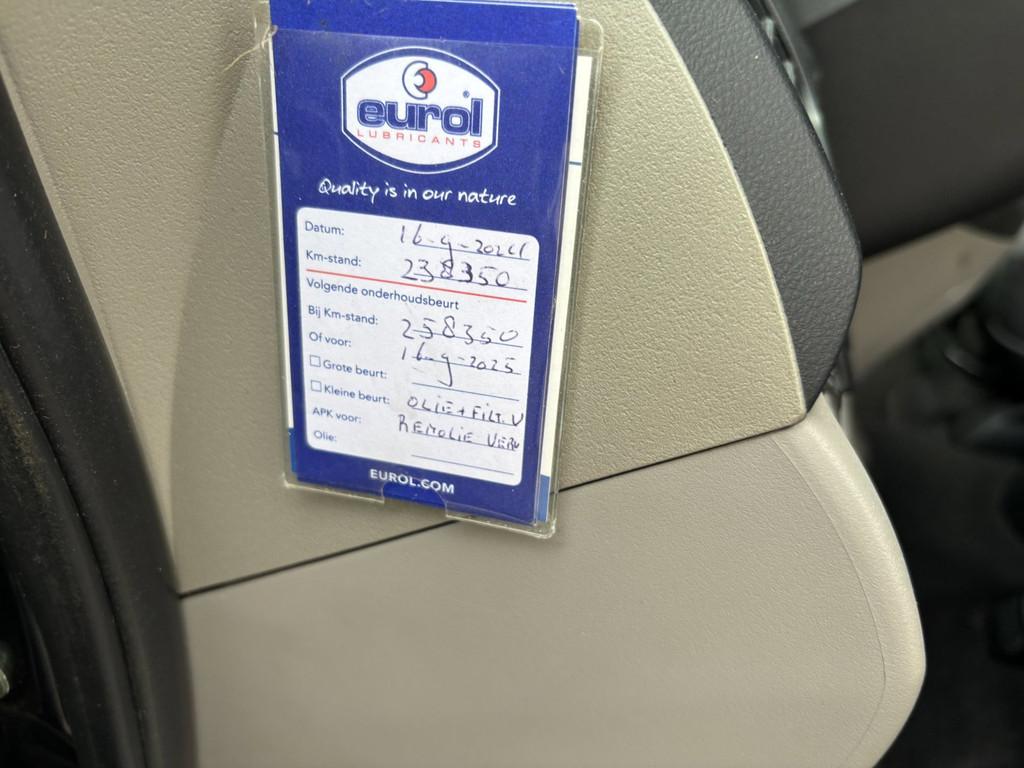 eurol
®
LUBRICANTS
Quality is in our nature
Datum: 16-9-2024
Km-stand: 238350
Volgende onderhoudsbeurt
Bij Km-stand: 258350
Of voor: 16-9-2025
Grote beurt:
Kleine beurt: OLIE + FILT. V
APK voor: REMOLIE VERV
Olie:
EUROL.COM